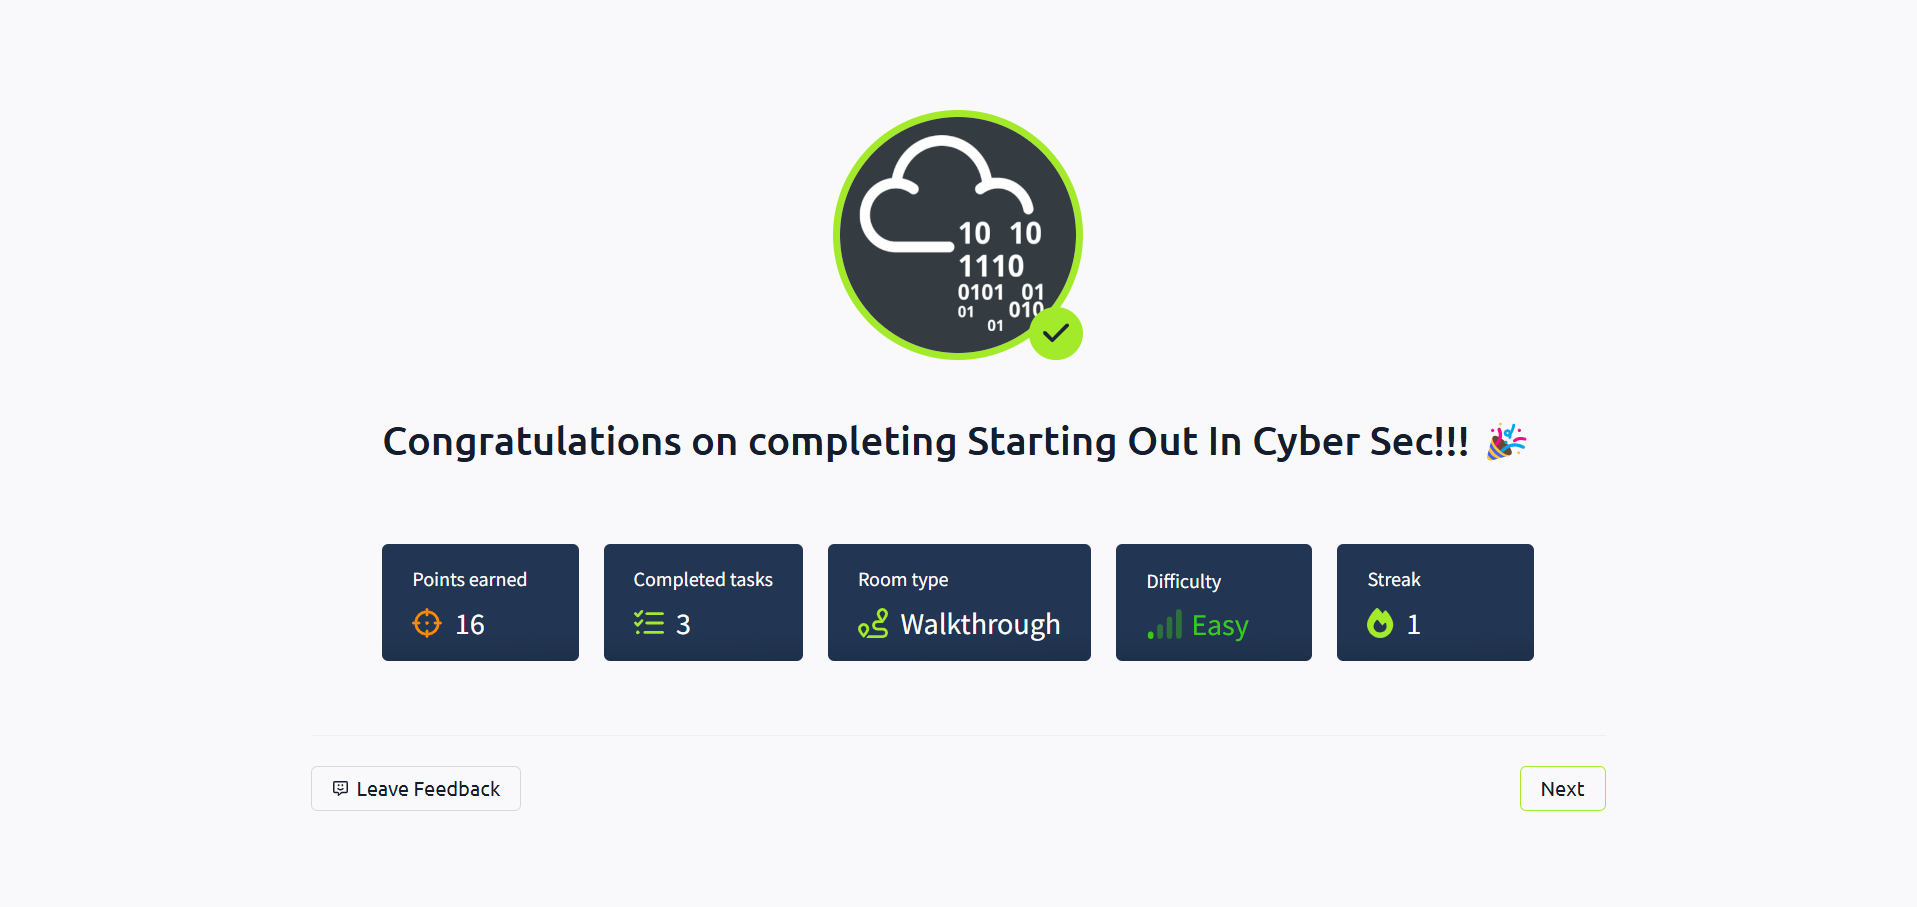 10 10
1110
0101 01
01 010
01
Congratulations on completing Starting Out In Cyber Sec!!! 🎉
Points earned
16
Completed tasks
3
Room type
Walkthrough
Difficulty
Easy
Streak
1
Leave Feedback
Next